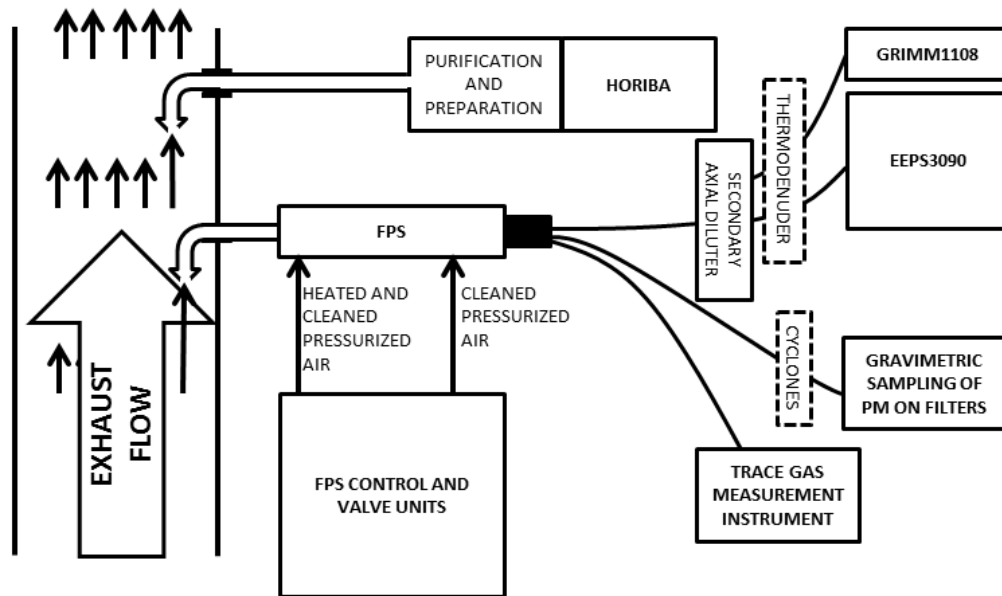 GRIMM1108
PURIFICATION
AND
PREPARATION
HORIBA
THERMODENUDER
EEPS3090
SECONDARY
AXIAL DILUTER
FPS
HEATED AND
CLEANED
PRESSURIZED
AIR
CLEANED
PRESSURIZED
AIR
CYCLONES
GRAVIMETRIC
SAMPLING OF
PM ON FILTERS
EXHAUST
FLOW
FPS CONTROL AND
VALVE UNITS
TRACE GAS
MEASUREMENT
INSTRUMENT